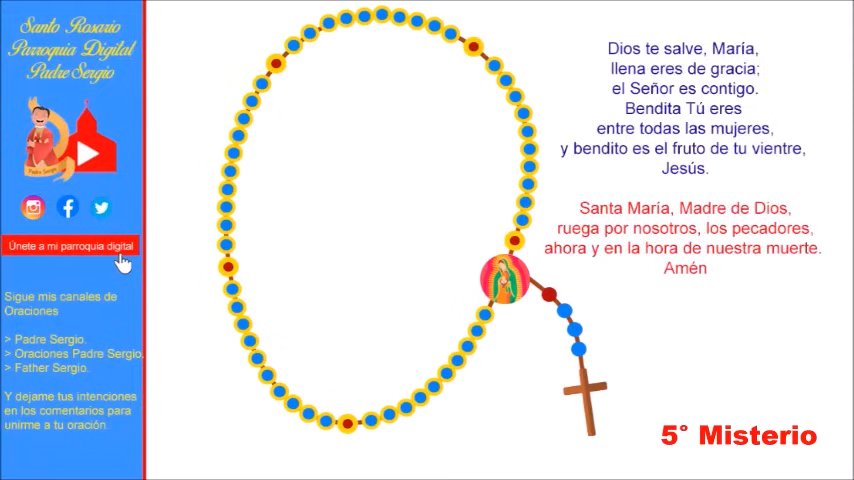 Santo Rosario
Parroquia Digital
Padre Sergio
Padre Sergio
Únete a mi parroquia digital
Sigue mis canales de
Oraciones
> Padre Sergio.
> Oraciones Padre Sergio.
> Father Sergio.
Y dejame tus intenciones
en los comentarios para
unirme a tu oración.
Dios te salve, María,
llena eres de gracia;
el Señor es contigo.
Bendita Tú eres
entre todas las mujeres,
y bendito es el fruto de tu vientre,
Jesús.
Santa María, Madre de Dios,
ruega por nosotros, los pecadores,
ahora y en la hora de nuestra muerte.
Amén
5° Misterio